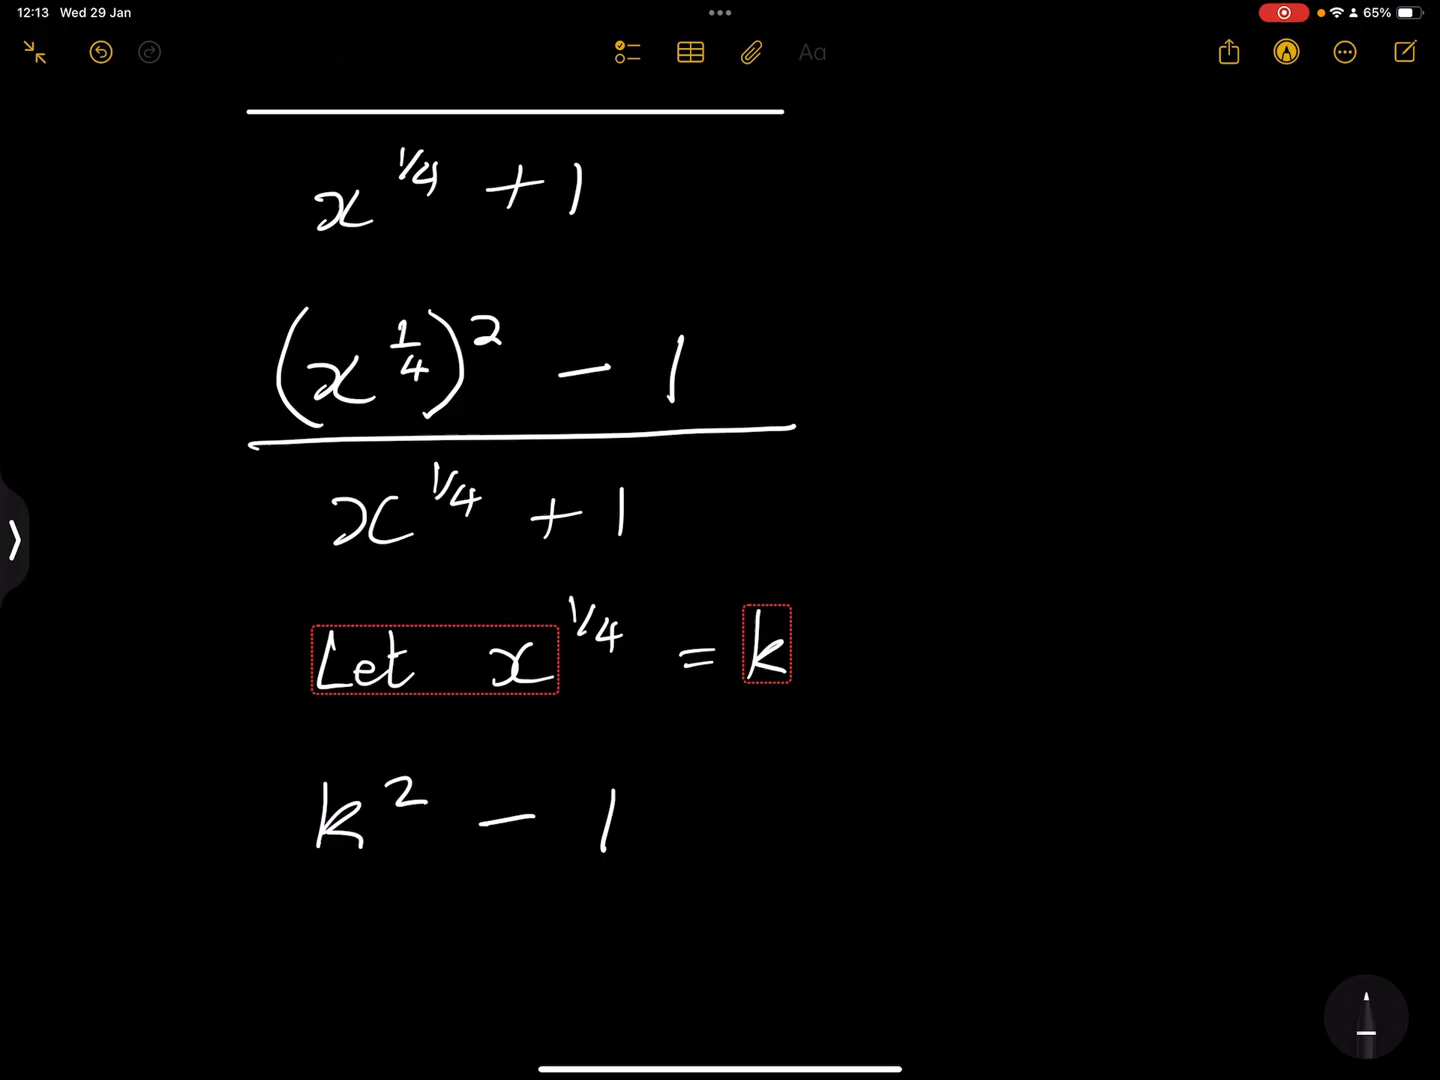 12:13 Wed 29 Jan 65%
Aa
x^1/4 + 1
(x^1/4)^2 - 1
x^1/4 + 1
Let x^1/4 = k
k^2 - 1